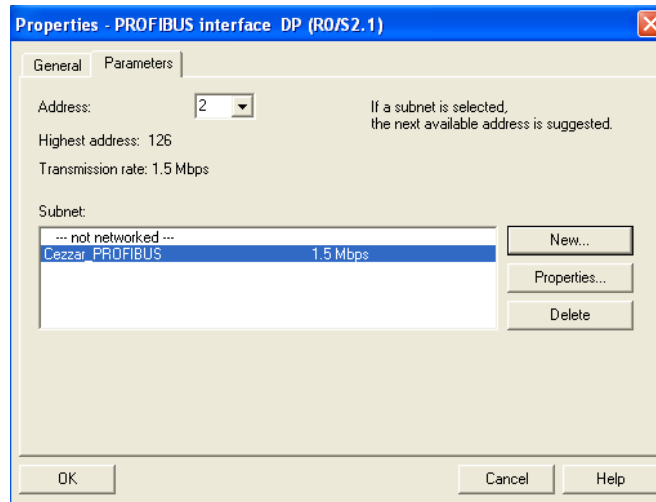 Properties - PROFIBUS interface DP (R0/S2.1)
General Parameters
Address: 2
If a subnet is selected,
the next available address is suggested.
Highest address: 126
Transmission rate: 1.5 Mbps
Subnet:
--- not networked ---
Cezzar_PROFIBUS 1.5 Mbps
New...
Properties...
Delete
OK Cancel Help